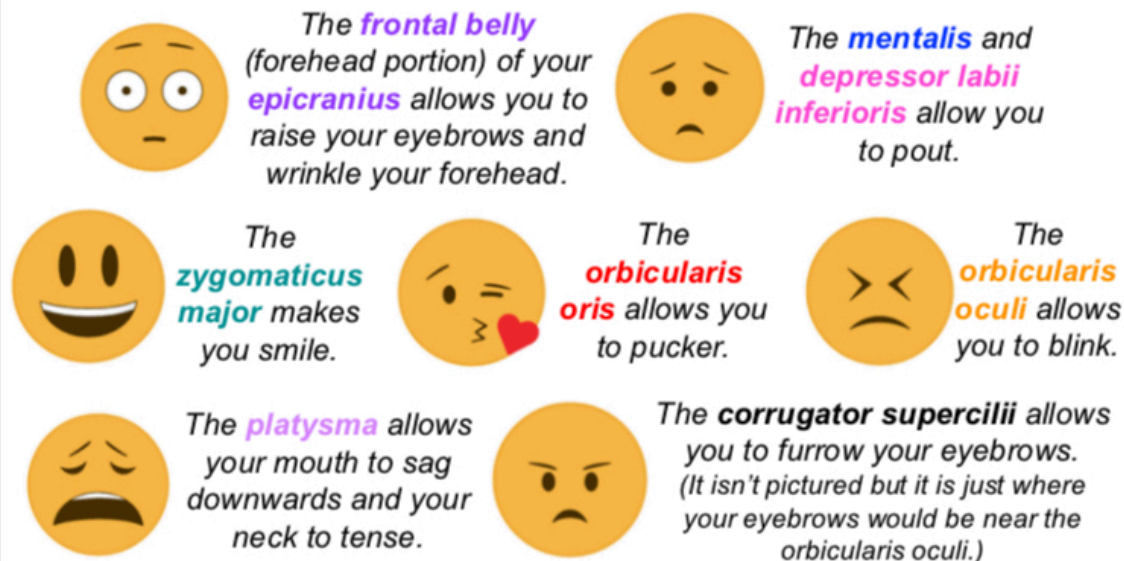 The frontal belly
(forehead portion) of your
epicranius allows you to
raise your eyebrows and
wrinkle your forehead.
The mentalis and
depressor labii
inferioris allow you
to pout.
The
zygomaticus
major makes
you smile.
The
orbicularis
oris allows you
to pucker.
The
orbicularis
oculi allows
you to blink.
The platysma allows
your mouth to sag
downwards and your
neck to tense.
The corrugator supercilii allows
you to furrow your eyebrows.
(It isn't pictured but it is just where
your eyebrows would be near the
orbicularis oculi.)